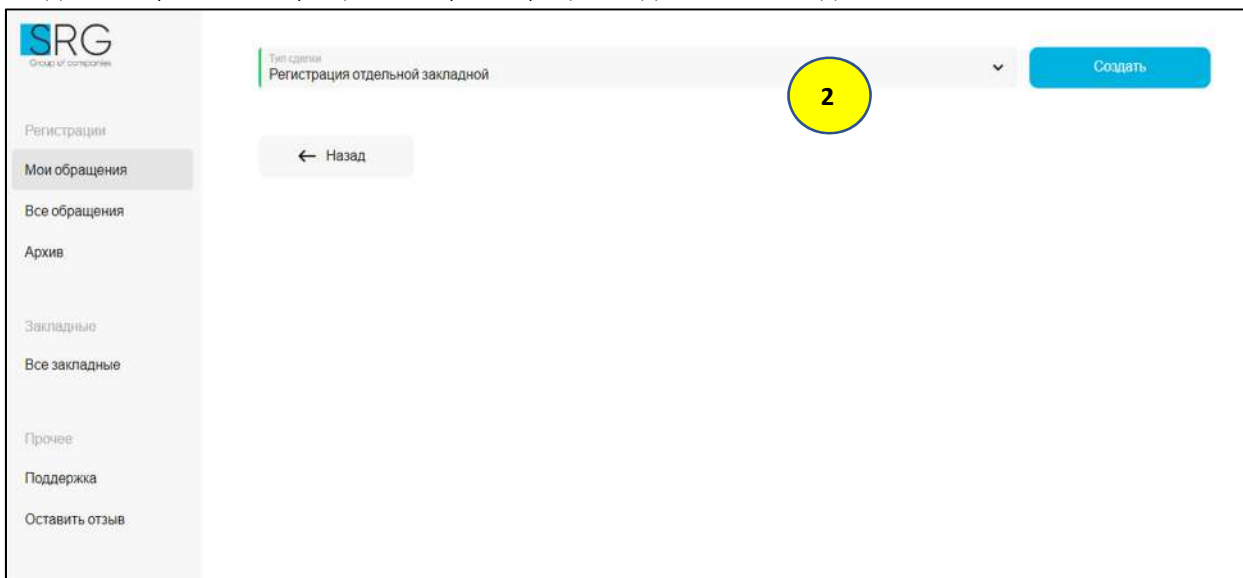 SRG
Group of companies
Тип сделки
Регистрация отдельной закладной
Создать
2
← Назад
Регистрации
Мои обращения
Все обращения
Архив
Закладные
Все закладные
Прочее
Поддержка
Оставить отзыв